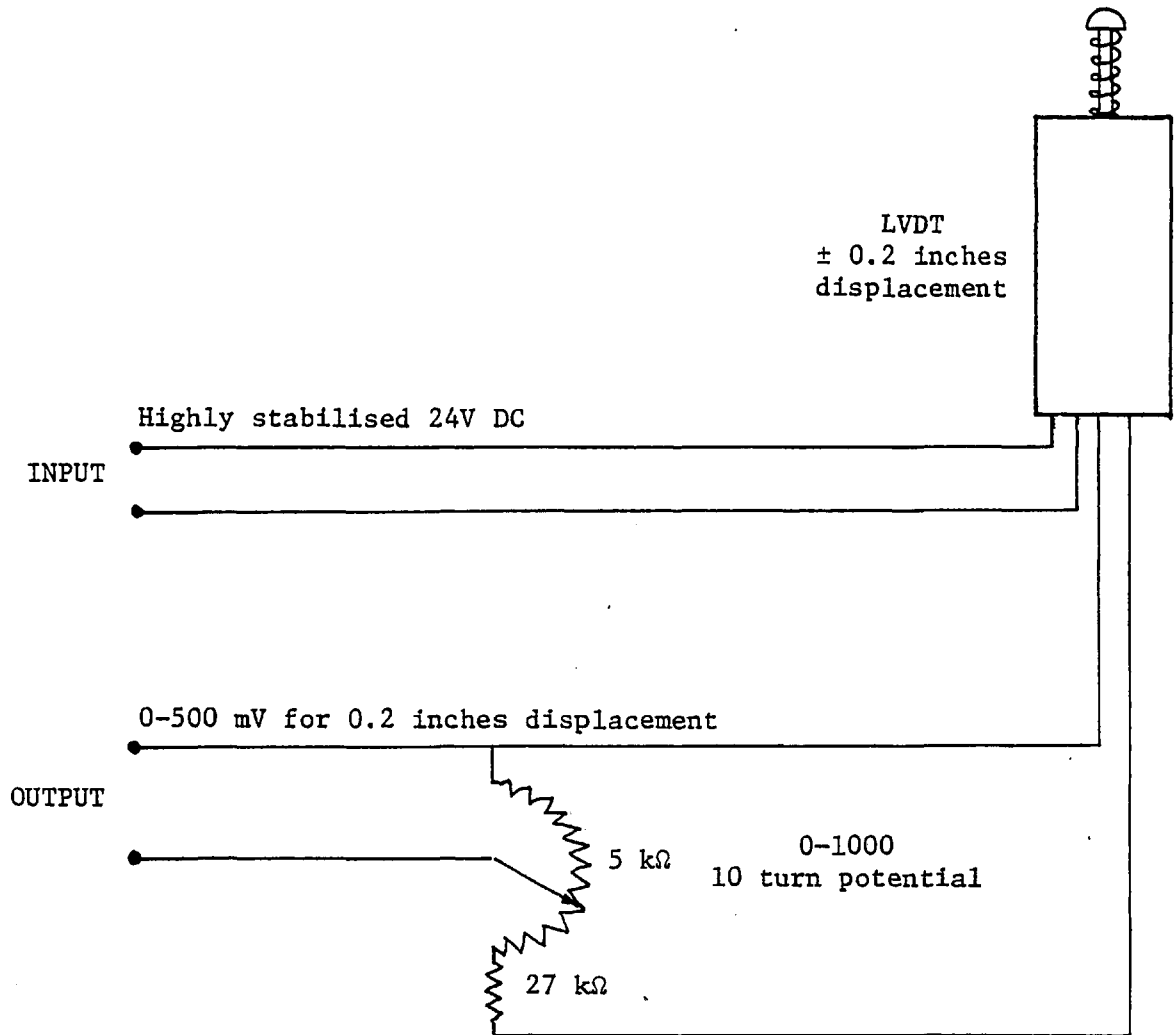 LVDT
± 0.2 inches
displacement
Highly stabilised 24V DC
INPUT
0-500 mV for 0.2 inches displacement
OUTPUT
5 kΩ
0-1000
10 turn potential
27 kΩ